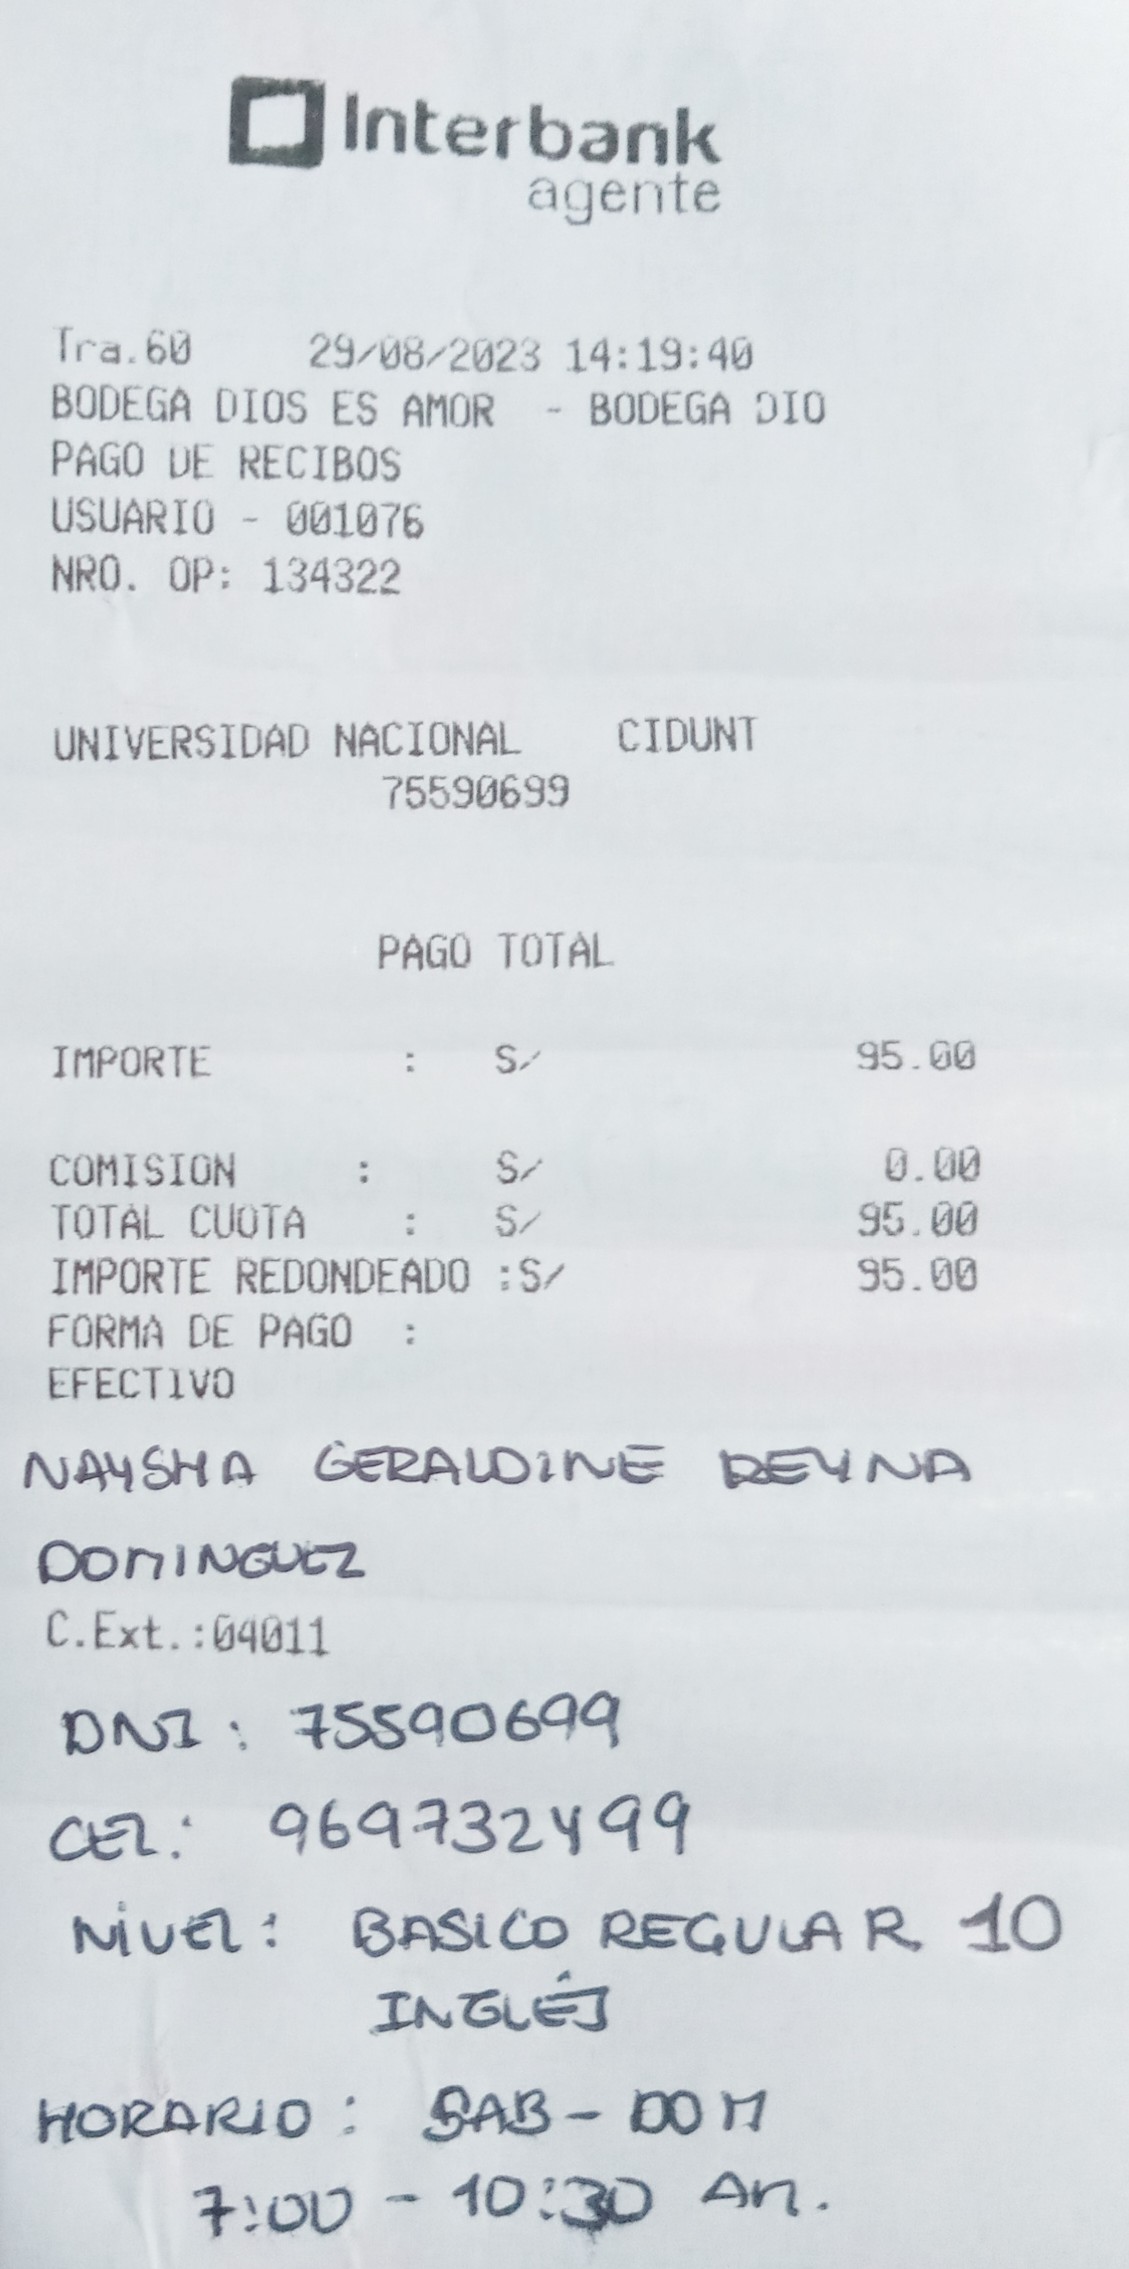 Interbank
agente
Tra.60 29/08/2023 14:19:40
BODEGA DIOS ES AMOR - BODEGA DIO
PAGO DE RECIBOS
USUARIO - 001076
NRO. OP: 134322
UNIVERSIDAD NACIONAL CIDUNT
75590699
PAGO TOTAL
IMPORTE : S/ 95.00
COMISION : S/ 0.00
TOTAL CUOTA : S/ 95.00
IMPORTE REDONDEADO :S/ 95.00
FORMA DE PAGO :
EFECTIVO
NAYSHA GERALDINE REYNA
DOMINGUEZ
C.Ext.:04011
DNI: 75590699
CEL: 969732499
NIVEL: BASICO REGULAR 10
INGLÉS
HORARIO: SAB - DOM
7:00 - 10:30 Am.